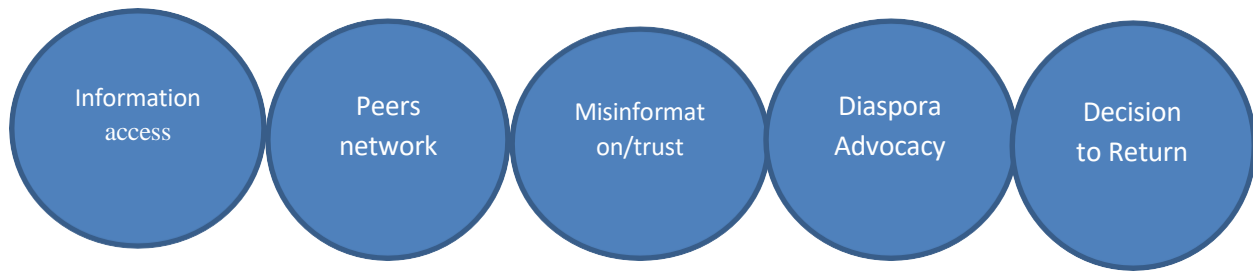 Information
access
Peers
network
Misinformat
on/trust
Diaspora
Advocacy
Decision
to Return